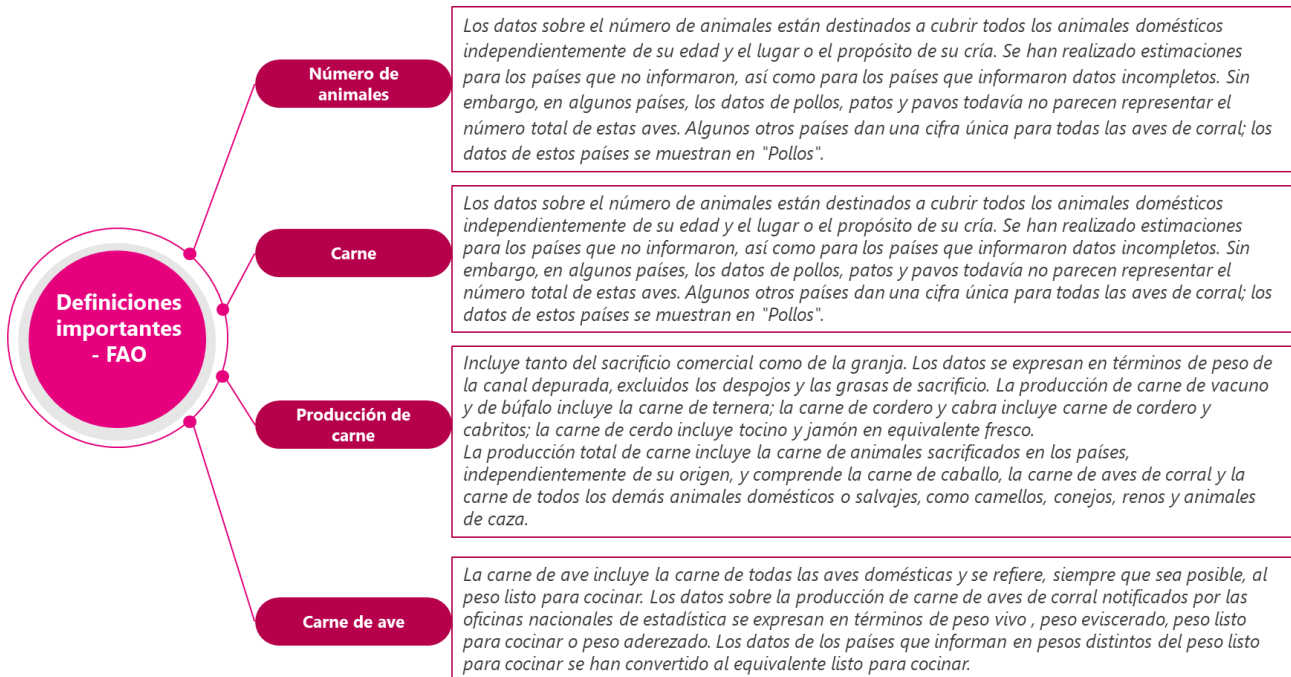 Definiciones
importantes
- FAO
Número de
animales
Los datos sobre el número de animales están destinados a cubrir todos los animales domésticos
independientemente de su edad y el lugar o el propósito de su cría. Se han realizado estimaciones
para los países que no informaron, así como para los países que informaron datos incompletos. Sin
embargo, en algunos países, los datos de pollos, patos y pavos todavía no parecen representar el
número total de estas aves. Algunos otros países dan una cifra única para todas las aves de corral; los
datos de estos países se muestran en "Pollos".
Carne
Los datos sobre el número de animales están destinados a cubrir todos los animales domésticos
independientemente de su edad y el lugar o el propósito de su cría. Se han realizado estimaciones
para los países que no informaron, así como para los países que informaron datos incompletos. Sin
embargo, en algunos países, los datos de pollos, patos y pavos todavía no parecen representar el
número total de estas aves. Algunos otros países dan una cifra única para todas las aves de corral; los
datos de estos países se muestran en "Pollos".
Producción de
carne
Incluye tanto del sacrificio comercial como de la granja. Los datos se expresan en términos de peso de
la canal depurada, excluidos los despojos y las grasas de sacrificio. La producción de carne de vacuno
y de búfalo incluye la carne de ternera; la carne de cordero y cabra incluye carne de cordero y
cabritos; la carne de cerdo incluye tocino y jamón en equivalente fresco.
La producción total de carne incluye la carne de animales sacrificados en los países,
independientemente de su origen, y comprende la carne de caballo, la carne de aves de corral y la
carne de todos los demás animales domésticos o salvajes, como camellos, conejos, renos y animales
de caza.
Carne de ave
La carne de ave incluye la carne de todas las aves domésticas y se refiere, siempre que sea posible, al
peso listo para cocinar. Los datos sobre la producción de carne de aves de corral notificados por las
oficinas nacionales de estadística se expresan en términos de peso vivo , peso eviscerado, peso listo
para cocinar o peso aderezado. Los datos de los países que informan en pesos distintos del peso listo
para cocinar se han convertido al equivalente listo para cocinar.